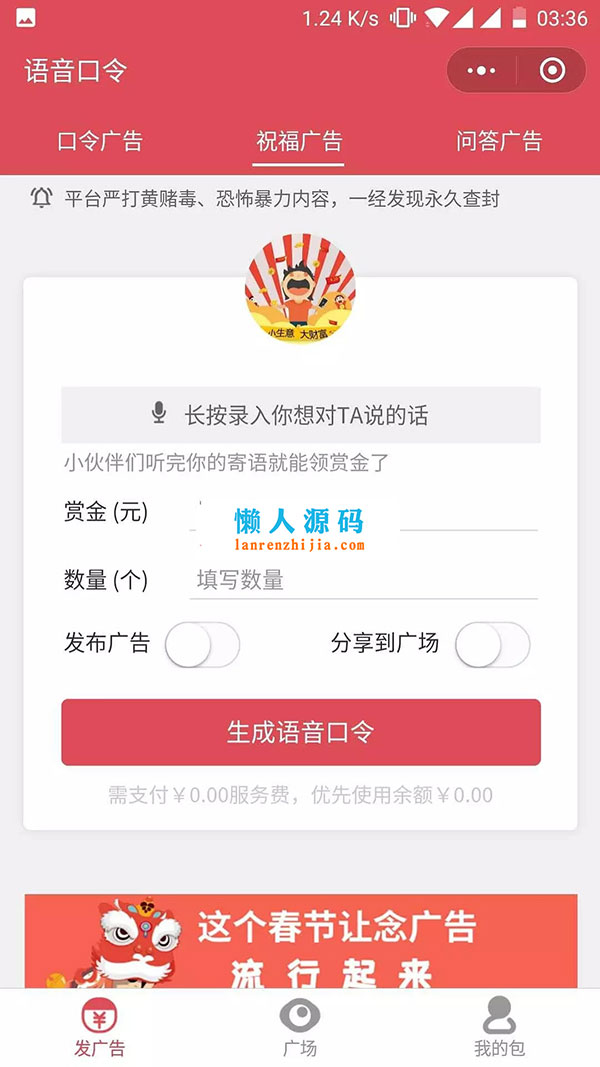 1.24 K/s 03:36
语音口令
口令广告 祝福广告 问答广告
平台严打黄赌毒、恐怖暴力内容，一经发现永久查封
小生意 大财富
长按录入你想对TA说的话
小伙伴们听完你的寄语就能领赏金了
赏金 (元)
懒人源码
lanrenzhijia.com
数量 (个) 填写数量
发布广告 分享到广场
生成语音口令
需支付￥0.00服务费，优先使用余额￥0.00
这个春节让念广告
流行起来
发广告 广场 我的包